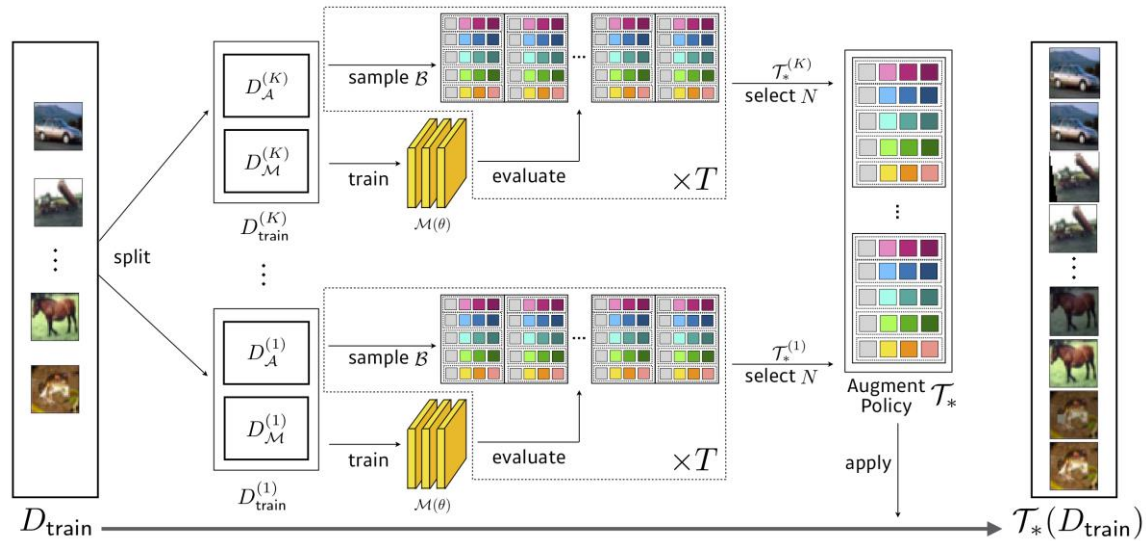 D_train
split
D_A^(K)
D_M^(K)
D_train^(K)
sample B
...
train
M(θ)
evaluate
×T
T_*^(K)
select N
...
D_A^(1)
D_M^(1)
D_train^(1)
sample B
...
train
M(θ)
evaluate
×T
T_*^(1)
select N
...
Augment
Policy T_*
apply
T_*(D_train)